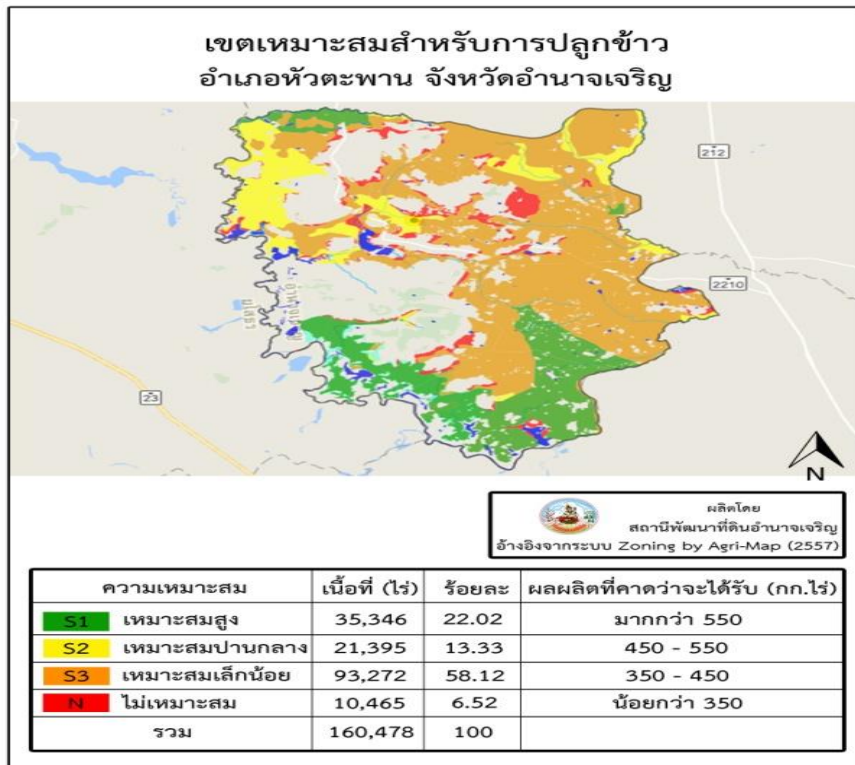 เขตเหมาะสมสำหรับการปลูกข้าว
อำเภอหัวตะพาน จังหวัดอำนาจเจริญ
212
2210
23
N
ผลิตโดย
สถานีพัฒนาที่ดินอำนาจเจริญ
อ้างอิงจากระบบ Zoning by Agri-Map (2557)
ความเหมาะสม เนื้อที่ (ไร่) ร้อยละ ผลผลิตที่คาดว่าจะได้รับ (กก.ไร่)
S1 เหมาะสมสูง 35,346 22.02 มากกว่า 550
S2 เหมาะสมปานกลาง 21,395 13.33 450 - 550
S3 เหมาะสมเล็กน้อย 93,272 58.12 350 - 450
N ไม่เหมาะสม 10,465 6.52 น้อยกว่า 350
รวม 160,478 100